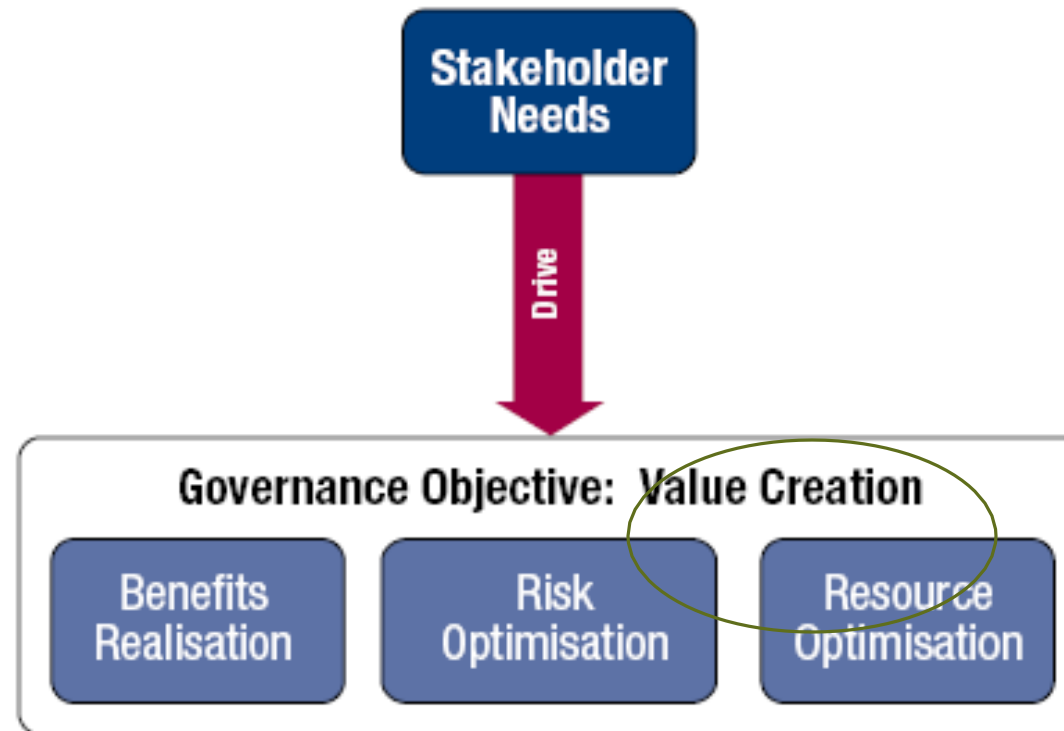 Stakeholder
Needs
Drive
Governance Objective: Value Creation
Benefits
Realisation
Risk
Optimisation
Resource
Optimisation